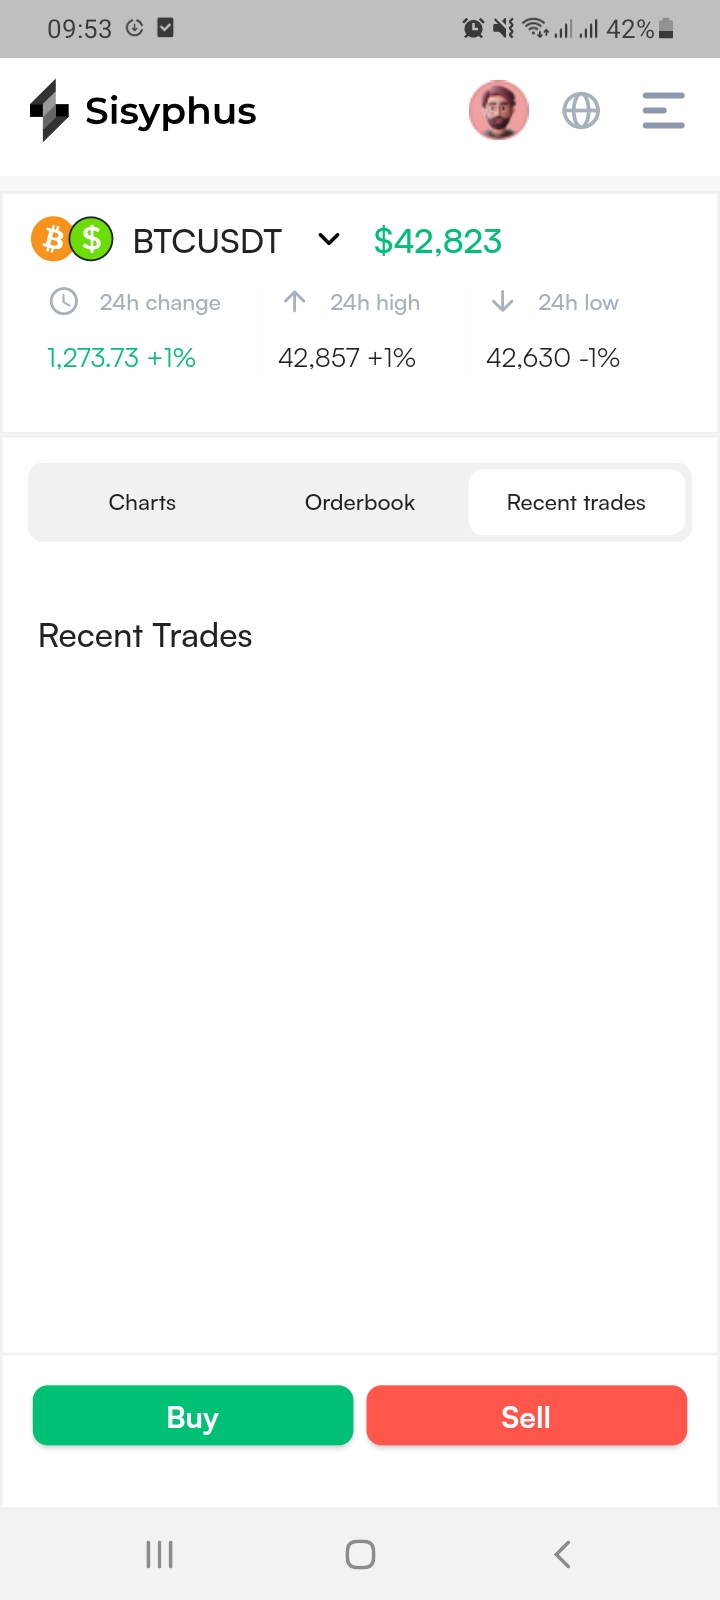 09:53 42%
Sisyphus
BTCUSDT $42,823
24h change 24h high 24h low
1,273.73 +1% 42,857 +1% 42,630 -1%
Charts Orderbook Recent trades
Recent Trades
Buy Sell